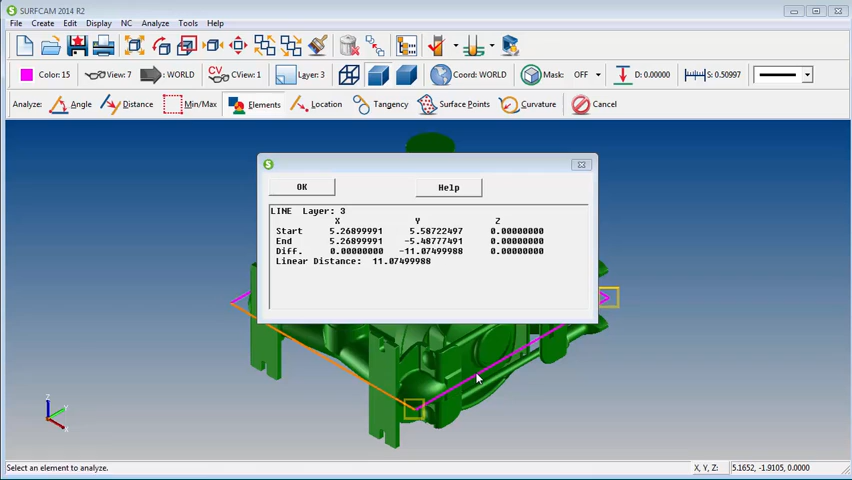 SURFCAM 2014 R2
File Create Edit Display NC Analyze Tools Help
Color: 15 View: 7 WORLD CV CView: 1 Layer: 3 Coord: WORLD Mask: OFF D: 0.00000 S: 0.50997
Analyze: Angle Distance Min/Max Elements Location Tangency Surface Points Curvature Cancel
OK Help
LINE Layer: 3
X Y Z
Start 5.26899991 5.58722497 0.00000000
End 5.26899991 -5.48777491 0.00000000
Diff. 0.00000000 -11.07499988 0.00000000
Linear Distance: 11.07499988
Z
Y
X
Select an element to analyze. X, Y, Z: 5.1652, -1.9105, 0.0000